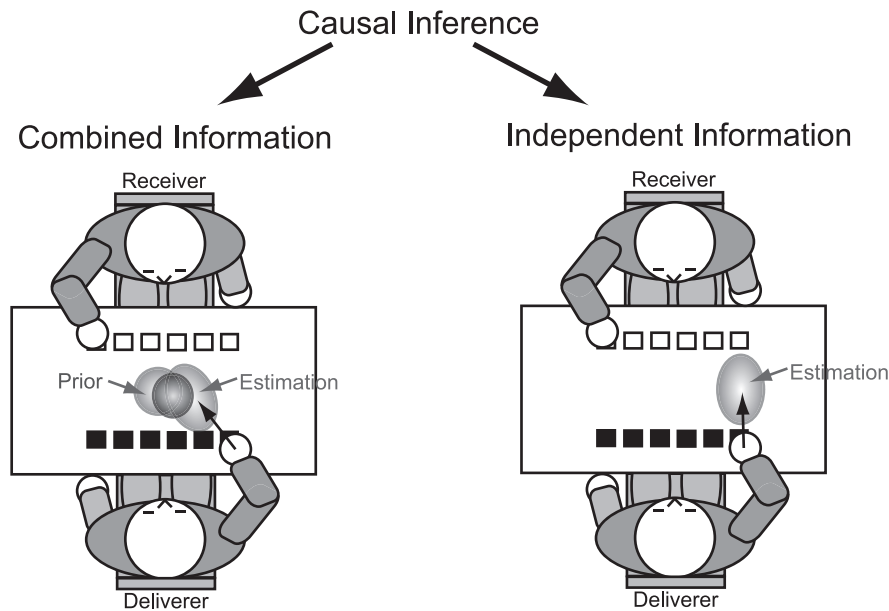 Causal Inference
Combined Information
Independent Information
Receiver
Receiver
Prior
Estimation
Estimation
Deliverer
Deliverer